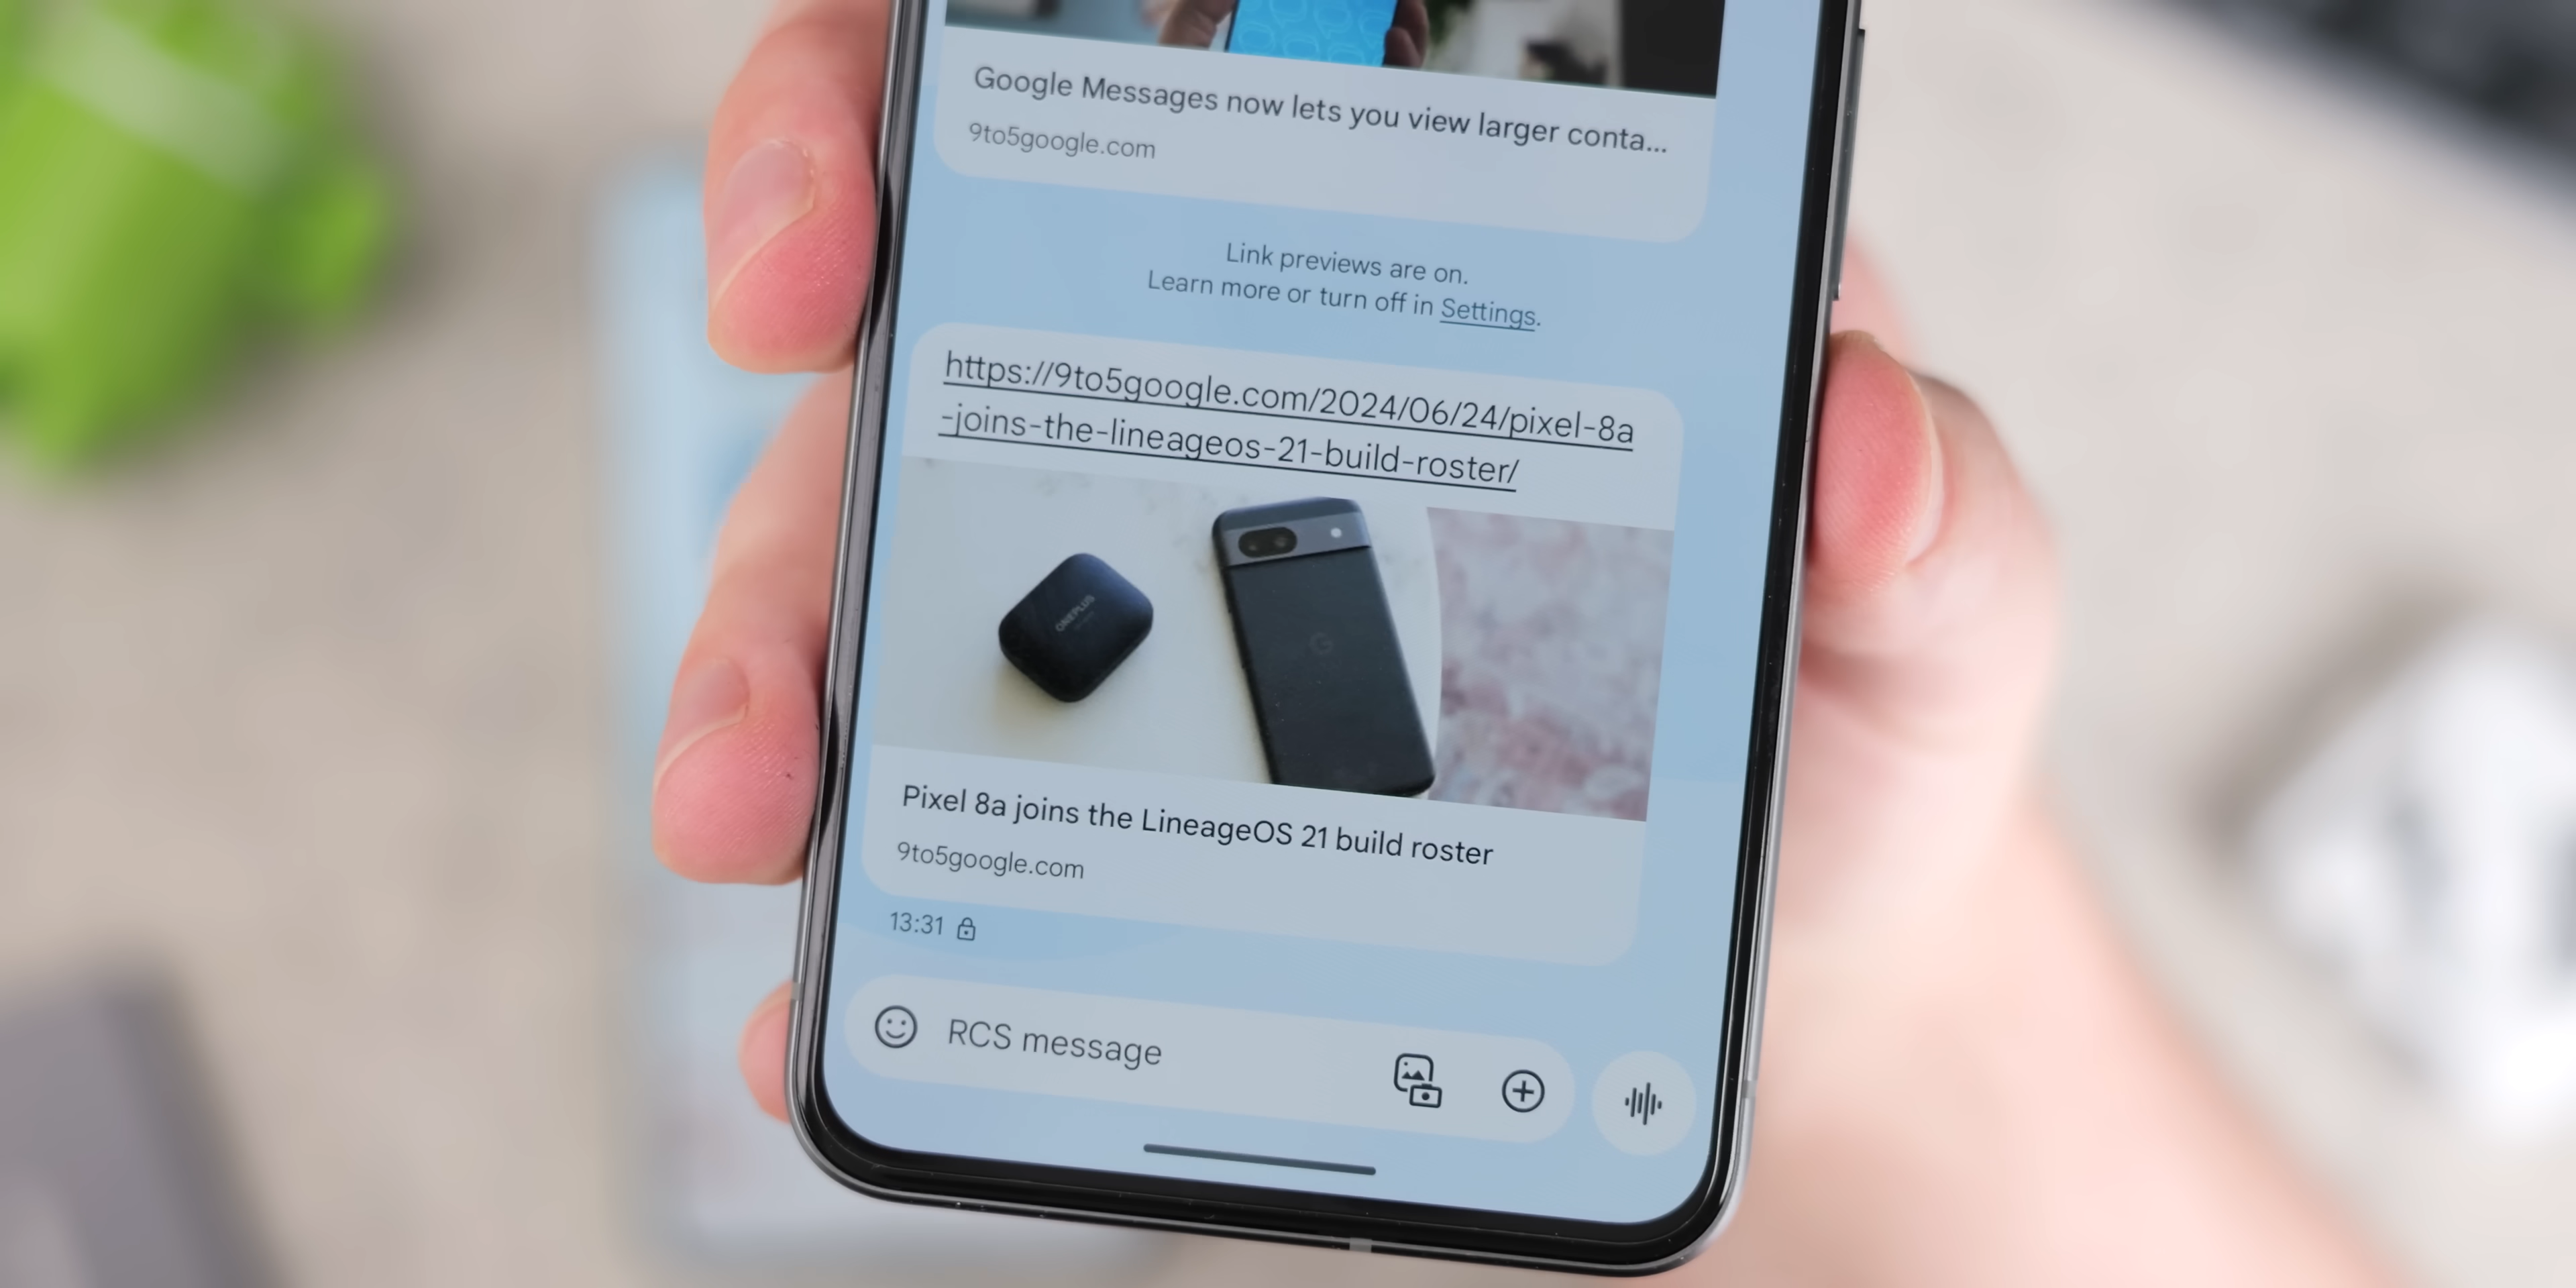 Google Messages now lets you view larger conta...
9to5google.com
Link previews are on.
Learn more or turn off in Settings.
https://9to5google.com/2024/06/24/pixel-8a
-joins-the-lineageos-21-build-roster/
ONEPLUS
G
Pixel 8a joins the LineageOS 21 build roster
9to5google.com
13:31
RCS message